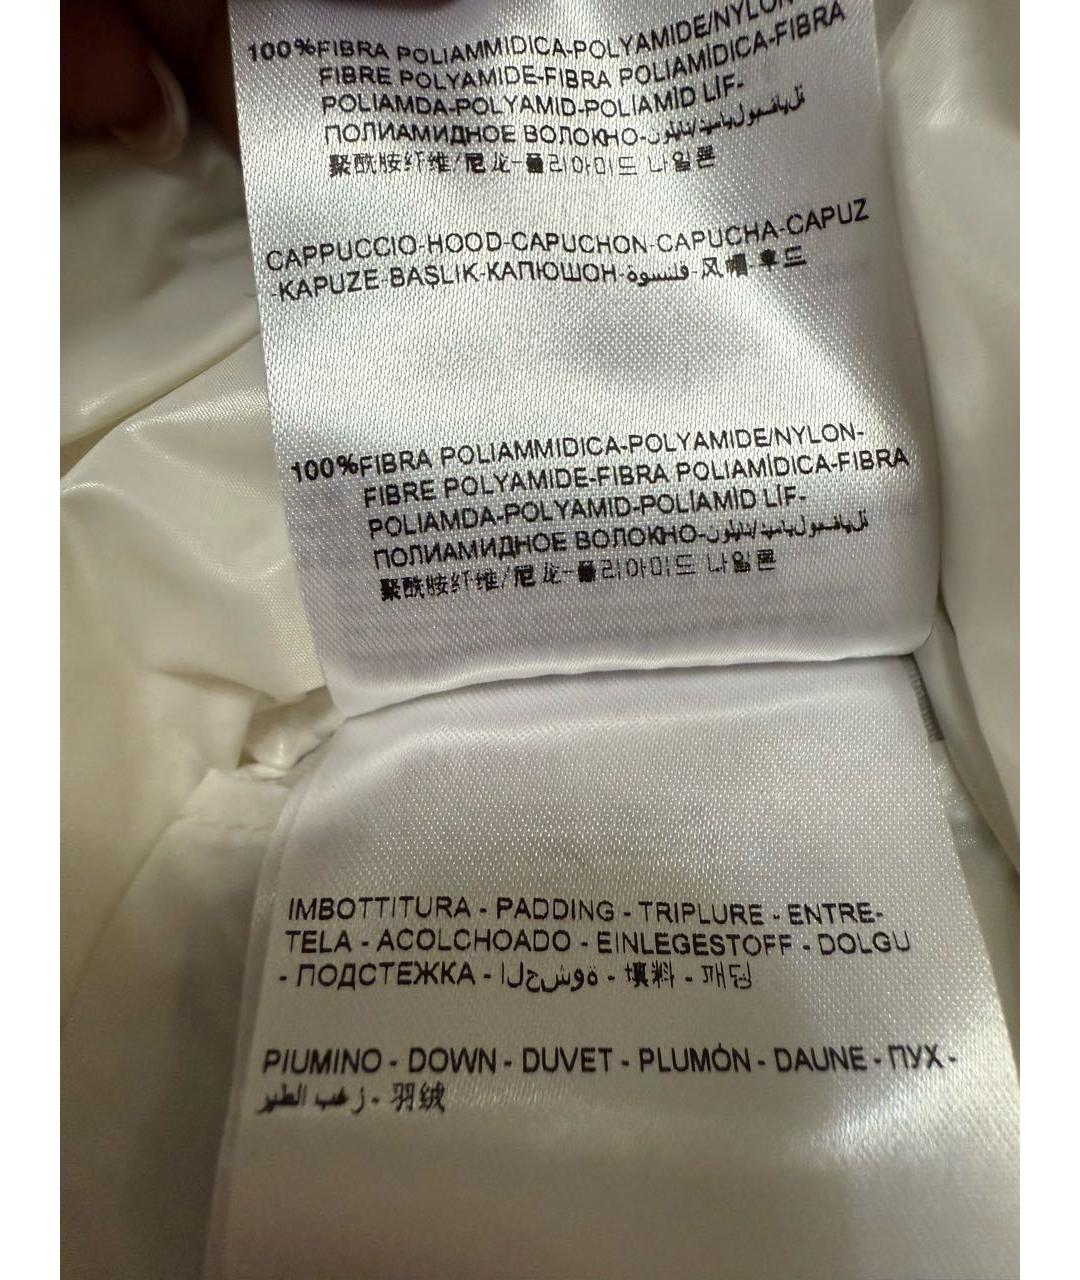 100%FIBRA POLIAMMIDICA-POLYAMIDE/NYLON-
FIBRE POLYAMIDE-FIBRA POLIAMÍDICA-FIBRA
POLIAMDA-POLYAMID-POLİAMİD LİF-
ПОЛИАМИДНОЕ ВОЛОКНО-
聚酰胺纤维/尼龙-폴리아미드 나일론
CAPPUCCIO-HOOD-CAPUCHON-CAPUCHA-CAPUZ
-KAPUZE-BAŞLIK-КАПЮШОН-قلنسوة-风帽 후드
100%FIBRA POLIAMMIDICA-POLYAMIDE/NYLON-
FIBRE POLYAMIDE-FIBRA POLIAMÍDICA-FIBRA
POLIAMDA-POLYAMID-POLİAMİD LİF-
ПОЛИАМИДНОЕ ВОЛОКНО-
聚酰胺纤维/尼龙-폴리아미드 나일론
IMBOTTITURA - PADDING - TRIPLURE - ENTRE-
TELA - ACOLCHOADO - EINLEGESTOFF - DOLGU
- ПОДСТЕЖКА - الحشوة - 填料 - 패딩
PIUMINO - DOWN - DUVET - PLUMÓN - DAUNE - ПУХ -
زغب الطير - 羽绒